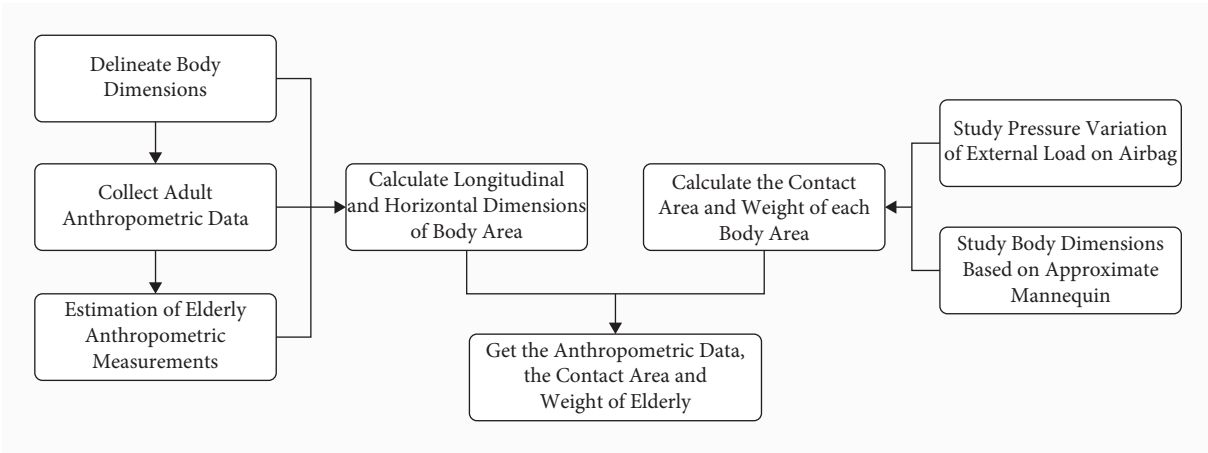 Delineate Body
Dimensions
Collect Adult
Anthropometric Data
Estimation of Elderly
Anthropometric
Measurements
Calculate Longitudinal
and Horizontal Dimensions
of Body Area
Calculate the Contact
Area and Weight of each
Body Area
Study Pressure Variation
of External Load on Airbag
Study Body Dimensions
Based on Approximate
Mannequin
Get the Anthropometric Data,
the Contact Area and
Weight of Elderly